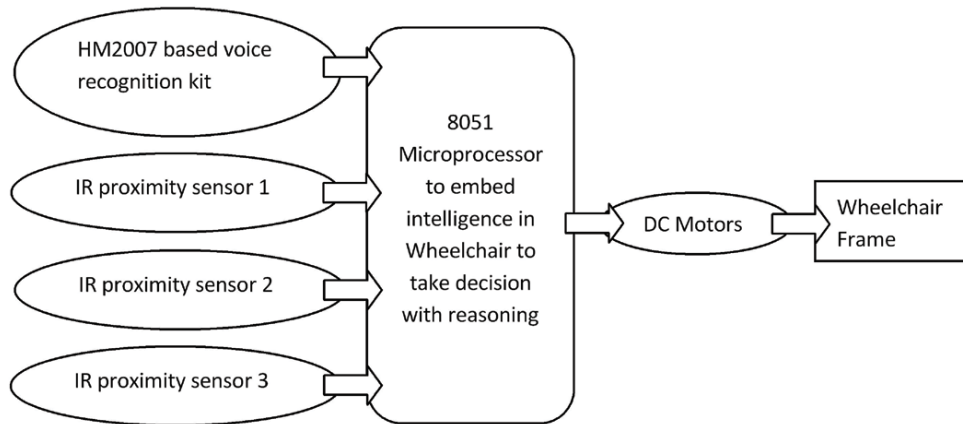 HM2007 based voice
recognition kit
IR proximity sensor 1
IR proximity sensor 2
IR proximity sensor 3
8051
Microprocessor
to embed
intelligence in
Wheelchair to
take decision
with reasoning
DC Motors
Wheelchair
Frame